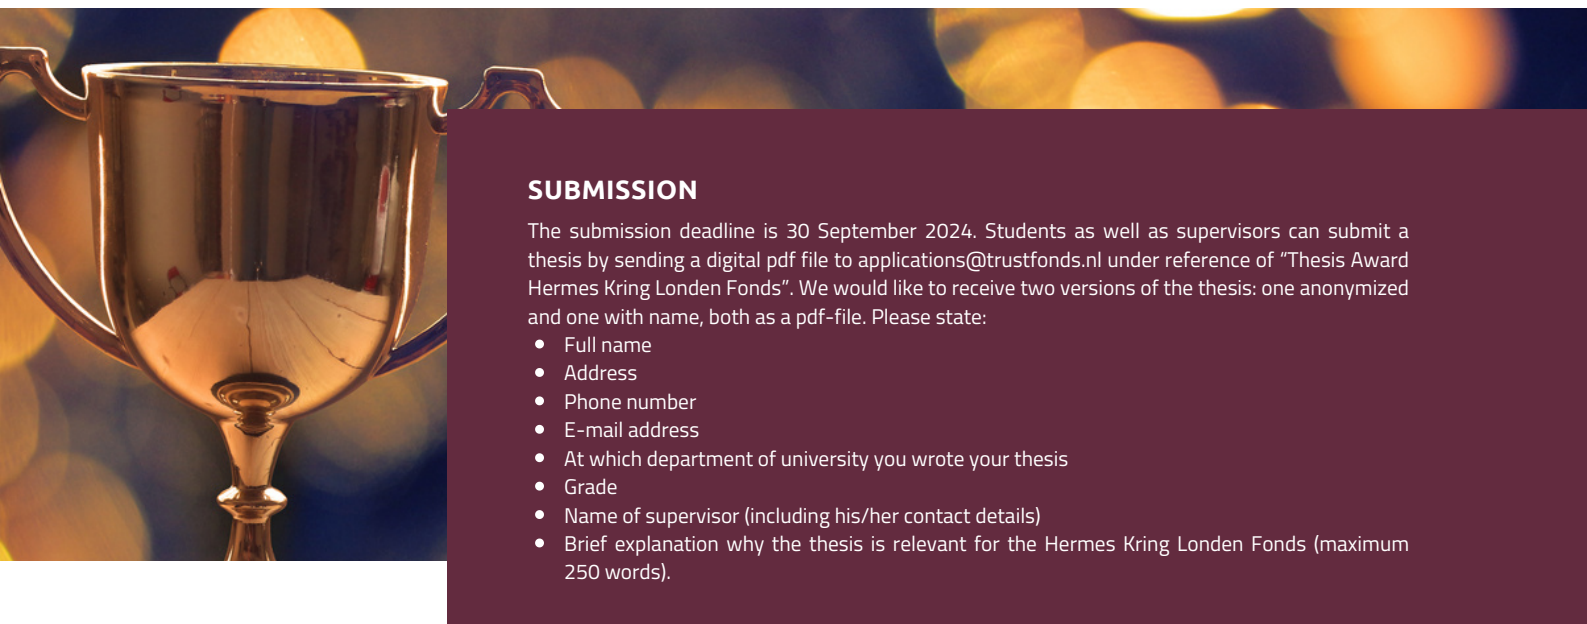 SUBMISSION
The submission deadline is 30 September 2024. Students as well as supervisors can submit a
thesis by sending a digital pdf file to applications@trustfonds.nl under reference of “Thesis Award
Hermes Kring Londen Fonds”. We would like to receive two versions of the thesis: one anonymized
and one with name, both as a pdf-file. Please state:
• Full name
• Address
• Phone number
• E-mail address
• At which department of university you wrote your thesis
• Grade
• Name of supervisor (including his/her contact details)
• Brief explanation why the thesis is relevant for the Hermes Kring Londen Fonds (maximum
250 words).